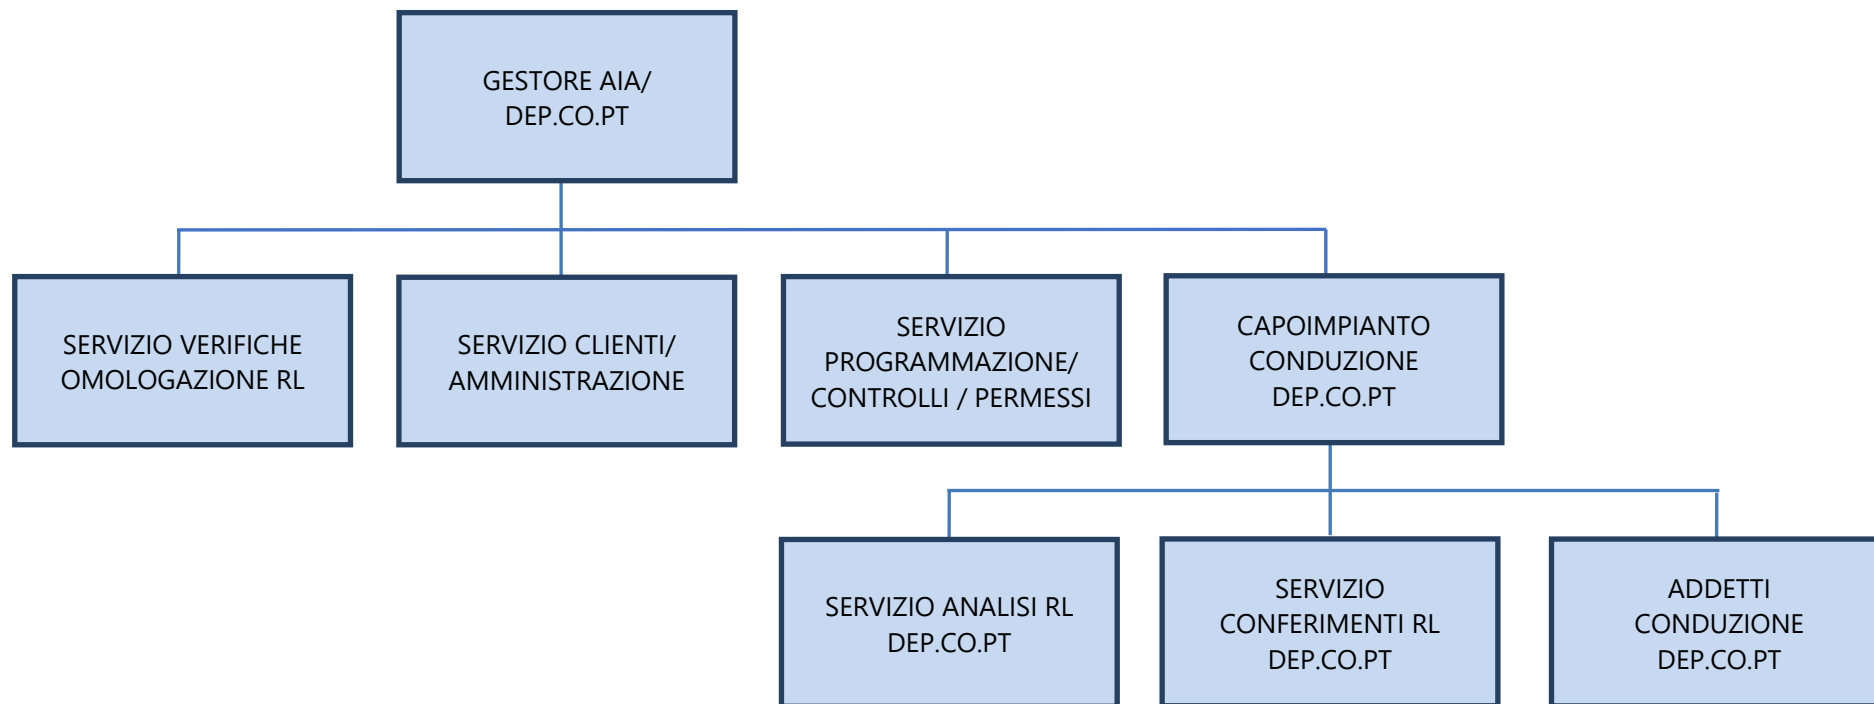 GESTORE AIA/
DEP.CO.PT
SERVIZIO VERIFICHE
OMOLOGAZIONE RL
SERVIZIO CLIENTI/
AMMINISTRAZIONE
SERVIZIO
PROGRAMMAZIONE/
CONTROLLI / PERMESSI
CAPOIMPIANTO
CONDUZIONE
DEP.CO.PT
SERVIZIO ANALISI RL
DEP.CO.PT
SERVIZIO
CONFERIMENTI RL
DEP.CO.PT
ADDETTI
CONDUZIONE
DEP.CO.PT